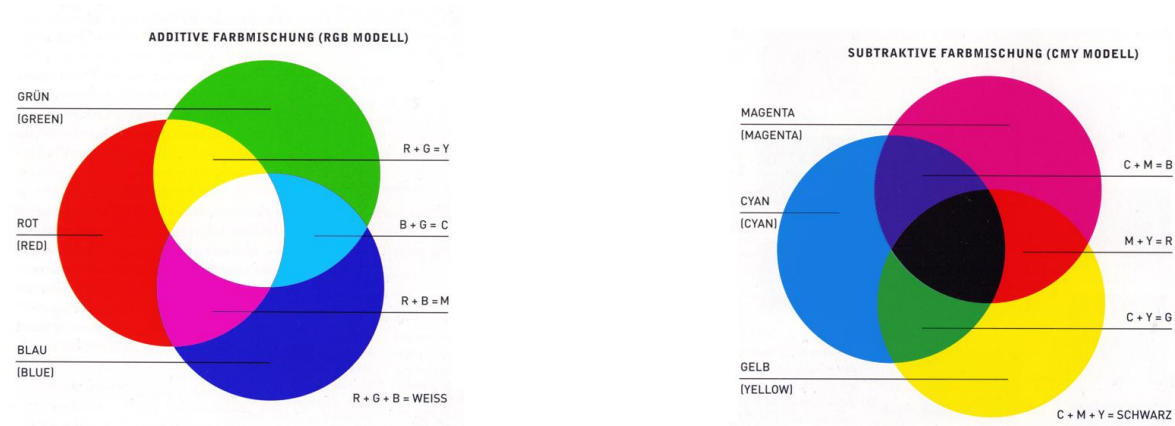 ADDITIVE FARBMISCHUNG (RGB MODELL)
GRÜN
(GREEN)
R + G = Y
ROT
(RED)
B + G = C
R + B = M
BLAU
(BLUE)
R + G + B = WEISS
SUBTRAKTIVE FARBMISCHUNG (CMY MODELL)
MAGENTA
(MAGENTA)
C + M = B
CYAN
(CYAN)
M + Y = R
C + Y = G
GELB
(YELLOW)
C + M + Y = SCHWARZ